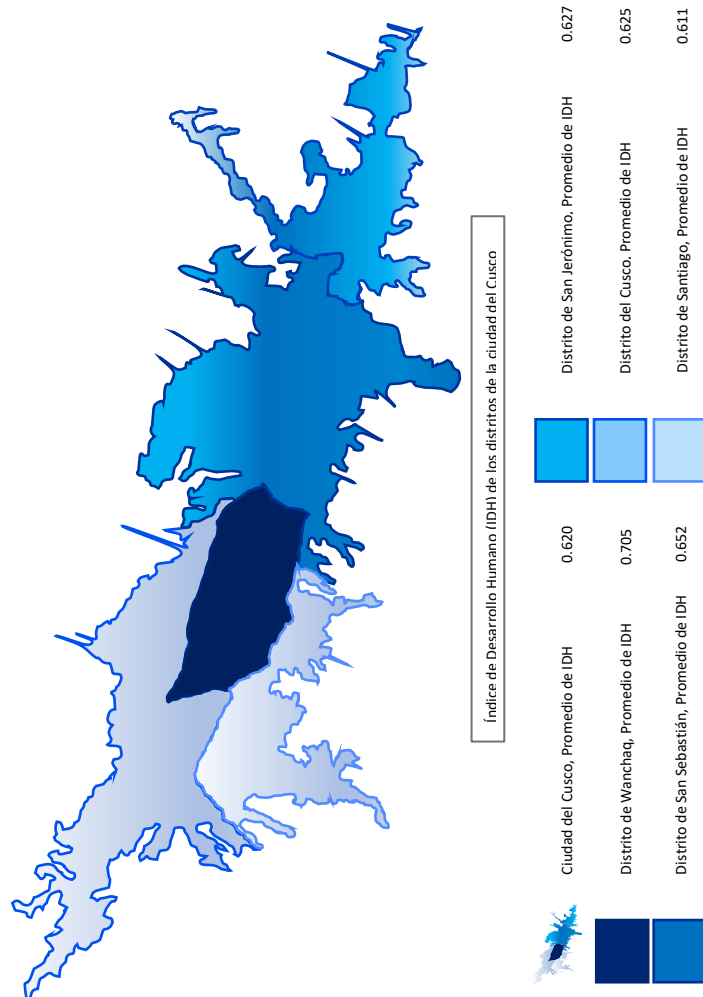 Índice de Desarrollo Humano (IDH) de los distritos de la ciudad del Cusco
Ciudad del Cusco, Promedio de IDH 0.620
Distrito de Wanchaq, Promedio de IDH 0.705
Distrito de San Sebastián, Promedio de IDH 0.652
Distrito de San Jerónimo, Promedio de IDH 0.627
Distrito del Cusco, Promedio de IDH 0.625
Distrito de Santiago, Promedio de IDH 0.611